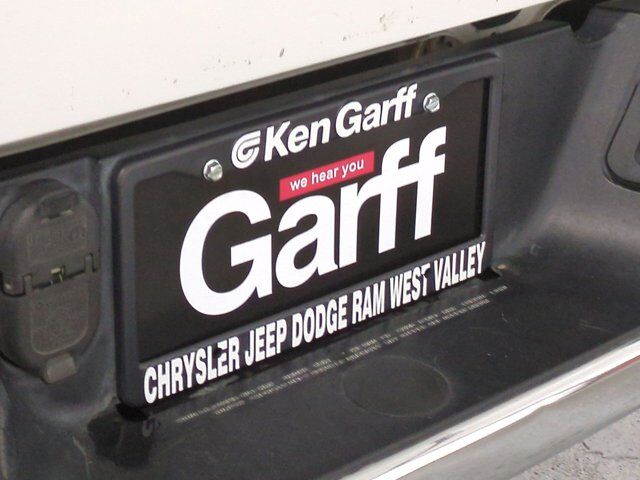 Ken Garff
we hear you
Garff
CHRYSLER JEEP DODGE RAM WEST VALLEY